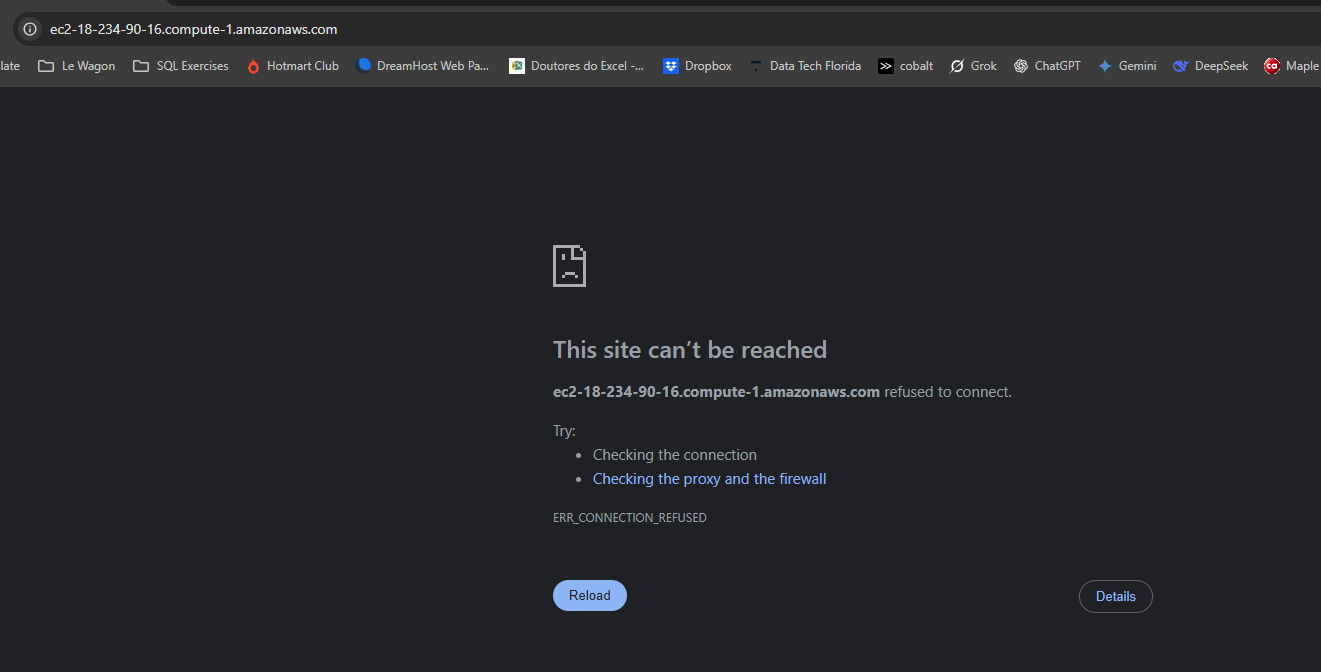 ec2-18-234-90-16.compute-1.amazonaws.com
late Le Wagon SQL Exercises Hotmart Club DreamHost Web Pa... Doutores do Excel -... Dropbox Data Tech Florida cobalt Grok ChatGPT Gemini DeepSeek ca Maple
This site can’t be reached
ec2-18-234-90-16.compute-1.amazonaws.com refused to connect.
Try:
• Checking the connection
• Checking the proxy and the firewall
ERR_CONNECTION_REFUSED
Reload Details